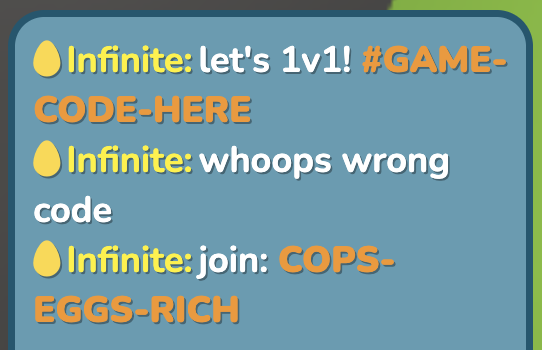 Infinite: let's 1v1! #GAME-
CODE-HERE
Infinite: whoops wrong
code
Infinite: join: COPS-
EGGS-RICH